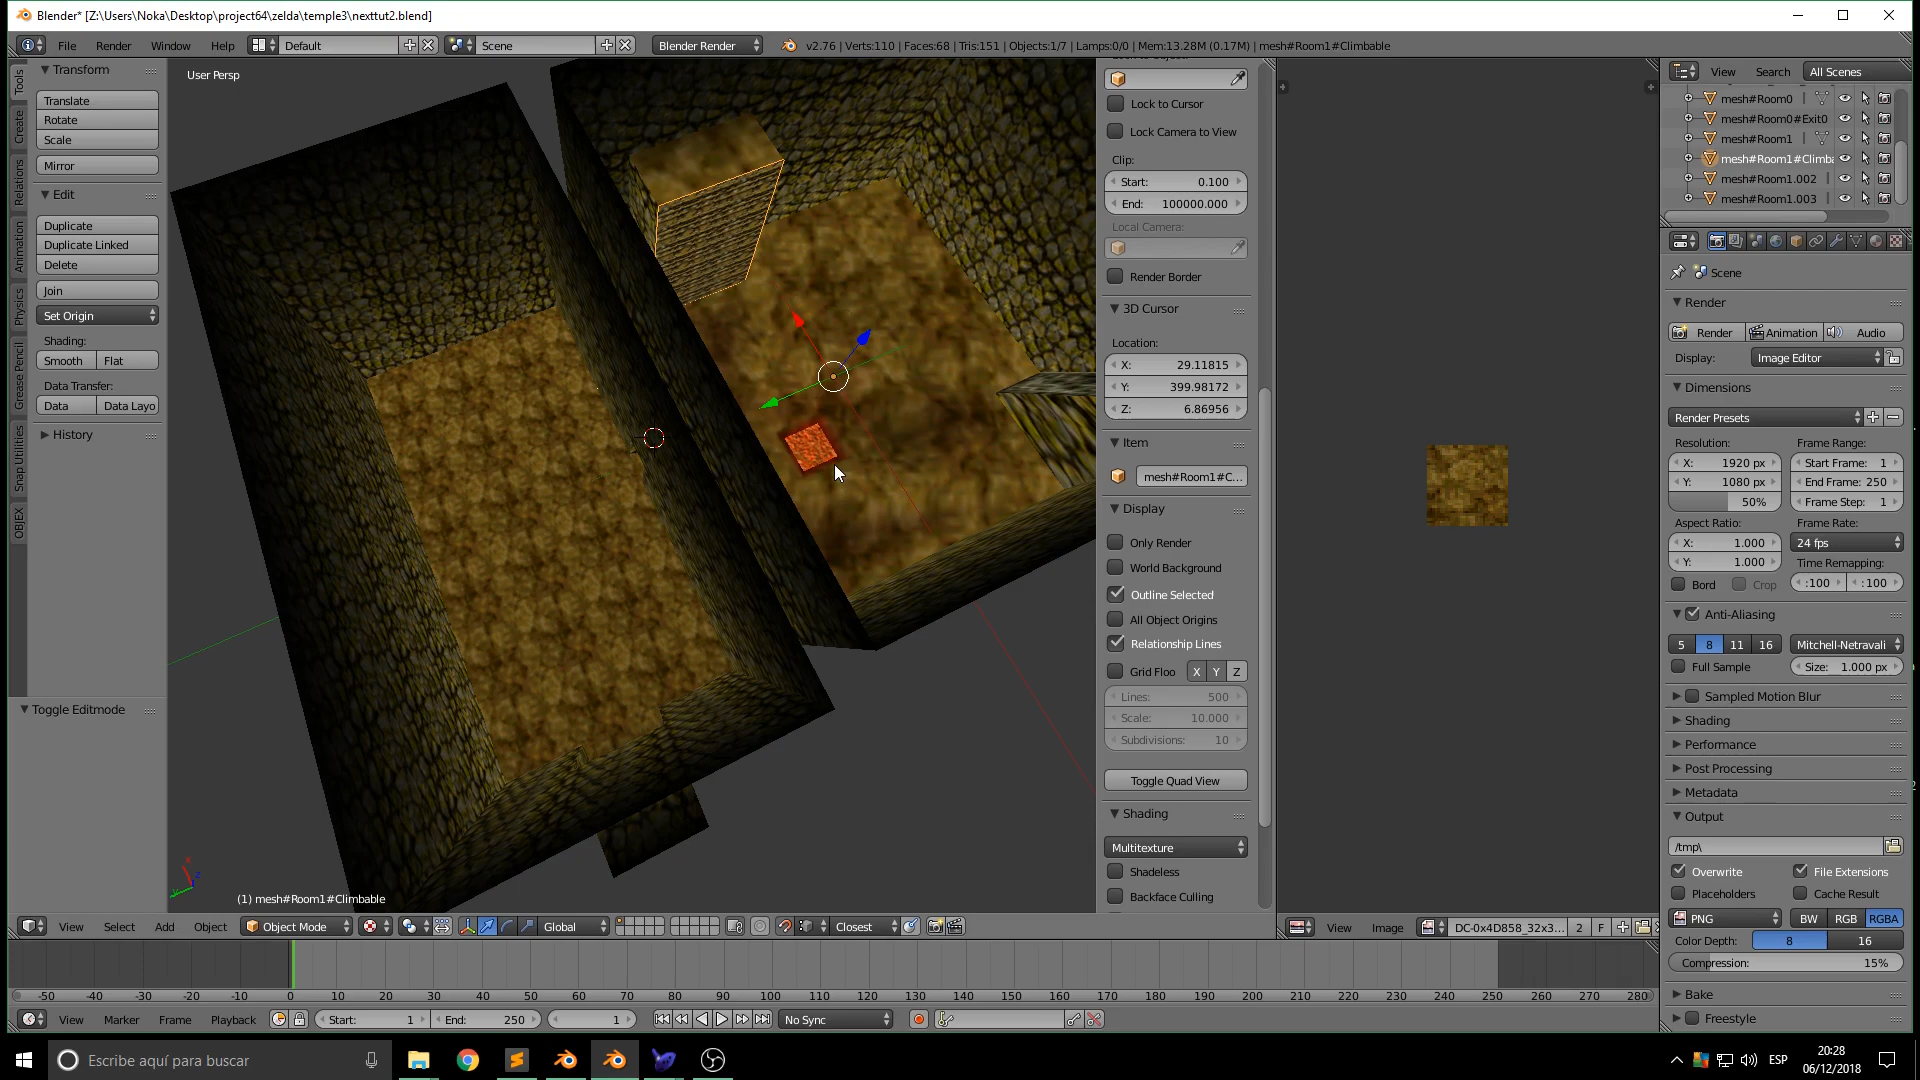 Blender* [Z:\Users\Noka\Desktop\project64\zelda\temple3\nexttut2.blend]
File Render Window Help Default Scene Blender Render v2.76 | Verts:110 | Faces:68 | Tris:151 | Objects:1/7 | Lamps:0/0 | Mem:13.28M (0.17M) | mesh#Room1#Climbable
Tools
Create
Relations
Animation
Physics
Grease Pencil
Snap Utilities
OBJEX
Transform
Translate
Rotate
Scale
Mirror
Edit
Duplicate
Duplicate Linked
Delete
Join
Set Origin
Shading:
Smooth Flat
Data Transfer:
Data Data Layo
History
Toggle Editmode
User Persp
(1) mesh#Room1#Climbable
Lock to Cursor
Lock Camera to View
Clip:
Start: 0.100
End: 100000.000
Local Camera:
Render Border
3D Cursor
Location:
X: 29.11815
Y: 399.98172
Z: 6.86956
Item
mesh#Room1#C...
Display
Only Render
World Background
Outline Selected
All Object Origins
Relationship Lines
Grid Floo X Y Z
Lines: 500
Scale: 10.000
Subdivisions: 10
Toggle Quad View
Shading
Multitexture
Shadeless
Backface Culling
View Search All Scenes
mesh#Room0
mesh#Room0#Exit0
mesh#Room1
mesh#Room1#Climba
mesh#Room1.002
mesh#Room1.003
Scene
Render
Render Animation Audio
Display: Image Editor
Dimensions
Render Presets
Resolution: Frame Range:
X: 1920 px Start Frame: 1
Y: 1080 px End Frame: 250
50% Frame Step: 1
Aspect Ratio: Frame Rate:
X: 1.000 24 fps
Y: 1.000 Time Remapping:
Bord Crop :100 :100
Anti-Aliasing
5 8 11 16 Mitchell-Netravali
Full Sample Size: 1.000 px
Sampled Motion Blur
Shading
Performance
Post Processing
Metadata
Output
/tmp\
Overwrite File Extensions
Placeholders Cache Result
PNG BW RGB RGBA
Color Depth: 8 16
Compression: 15%
Bake
Freestyle
View Select Add Object Object Mode Global Closest
View Image DC-0x4D858_32x3... 2 F
-50 -40 -30 -20 -10 0 10 20 30 40 50 60 70 80 90 100 110 120 130 140 150 160 170 180 190 200 210 220 230 240 250 260 270 280
View Marker Frame Playback Start: 1 End: 250 1 No Sync
Escribe aquí para buscar
ESP
20:28
06/12/2018